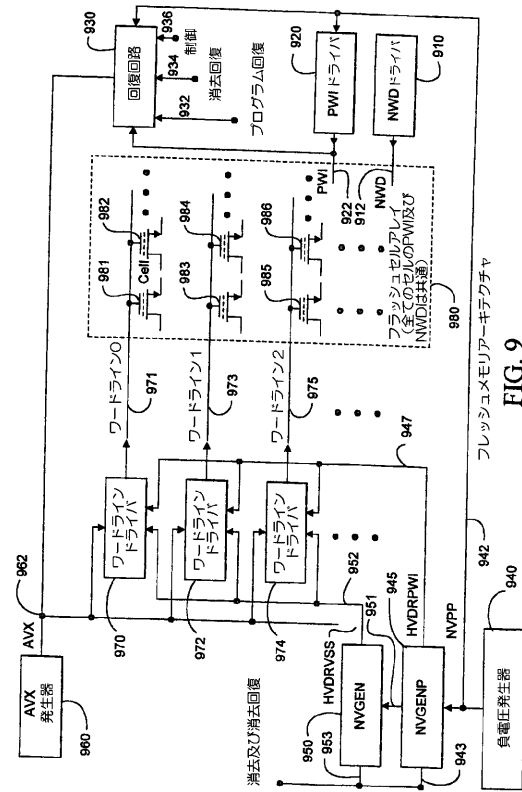 AVX
発生器
960
AVX
962
930
回復回路
936
制御
934
消去回復
932
プログラム回復
920
PWI ドライバ
NWD ドライバ
910
PWI
922
NWD
912
ワードライン
ドライバ
970
ワードライン0
971
981
Cell
982
ワードライン
ドライバ
972
ワードライン1
973
983
984
ワードライン
ドライバ
974
ワードライン2
975
985
986
フラッシュセルアレイ
(全てのセルのPWI及び
NWDは共通)
980
947
952
消去及び消去回復
HVDRVSS
950
NVGEN
953
951
945
NVGENP
943
HVDRPWI
NVPP
942
940
負電圧発生器
フレッシュメモリアーキテクチャ
FIG. 9